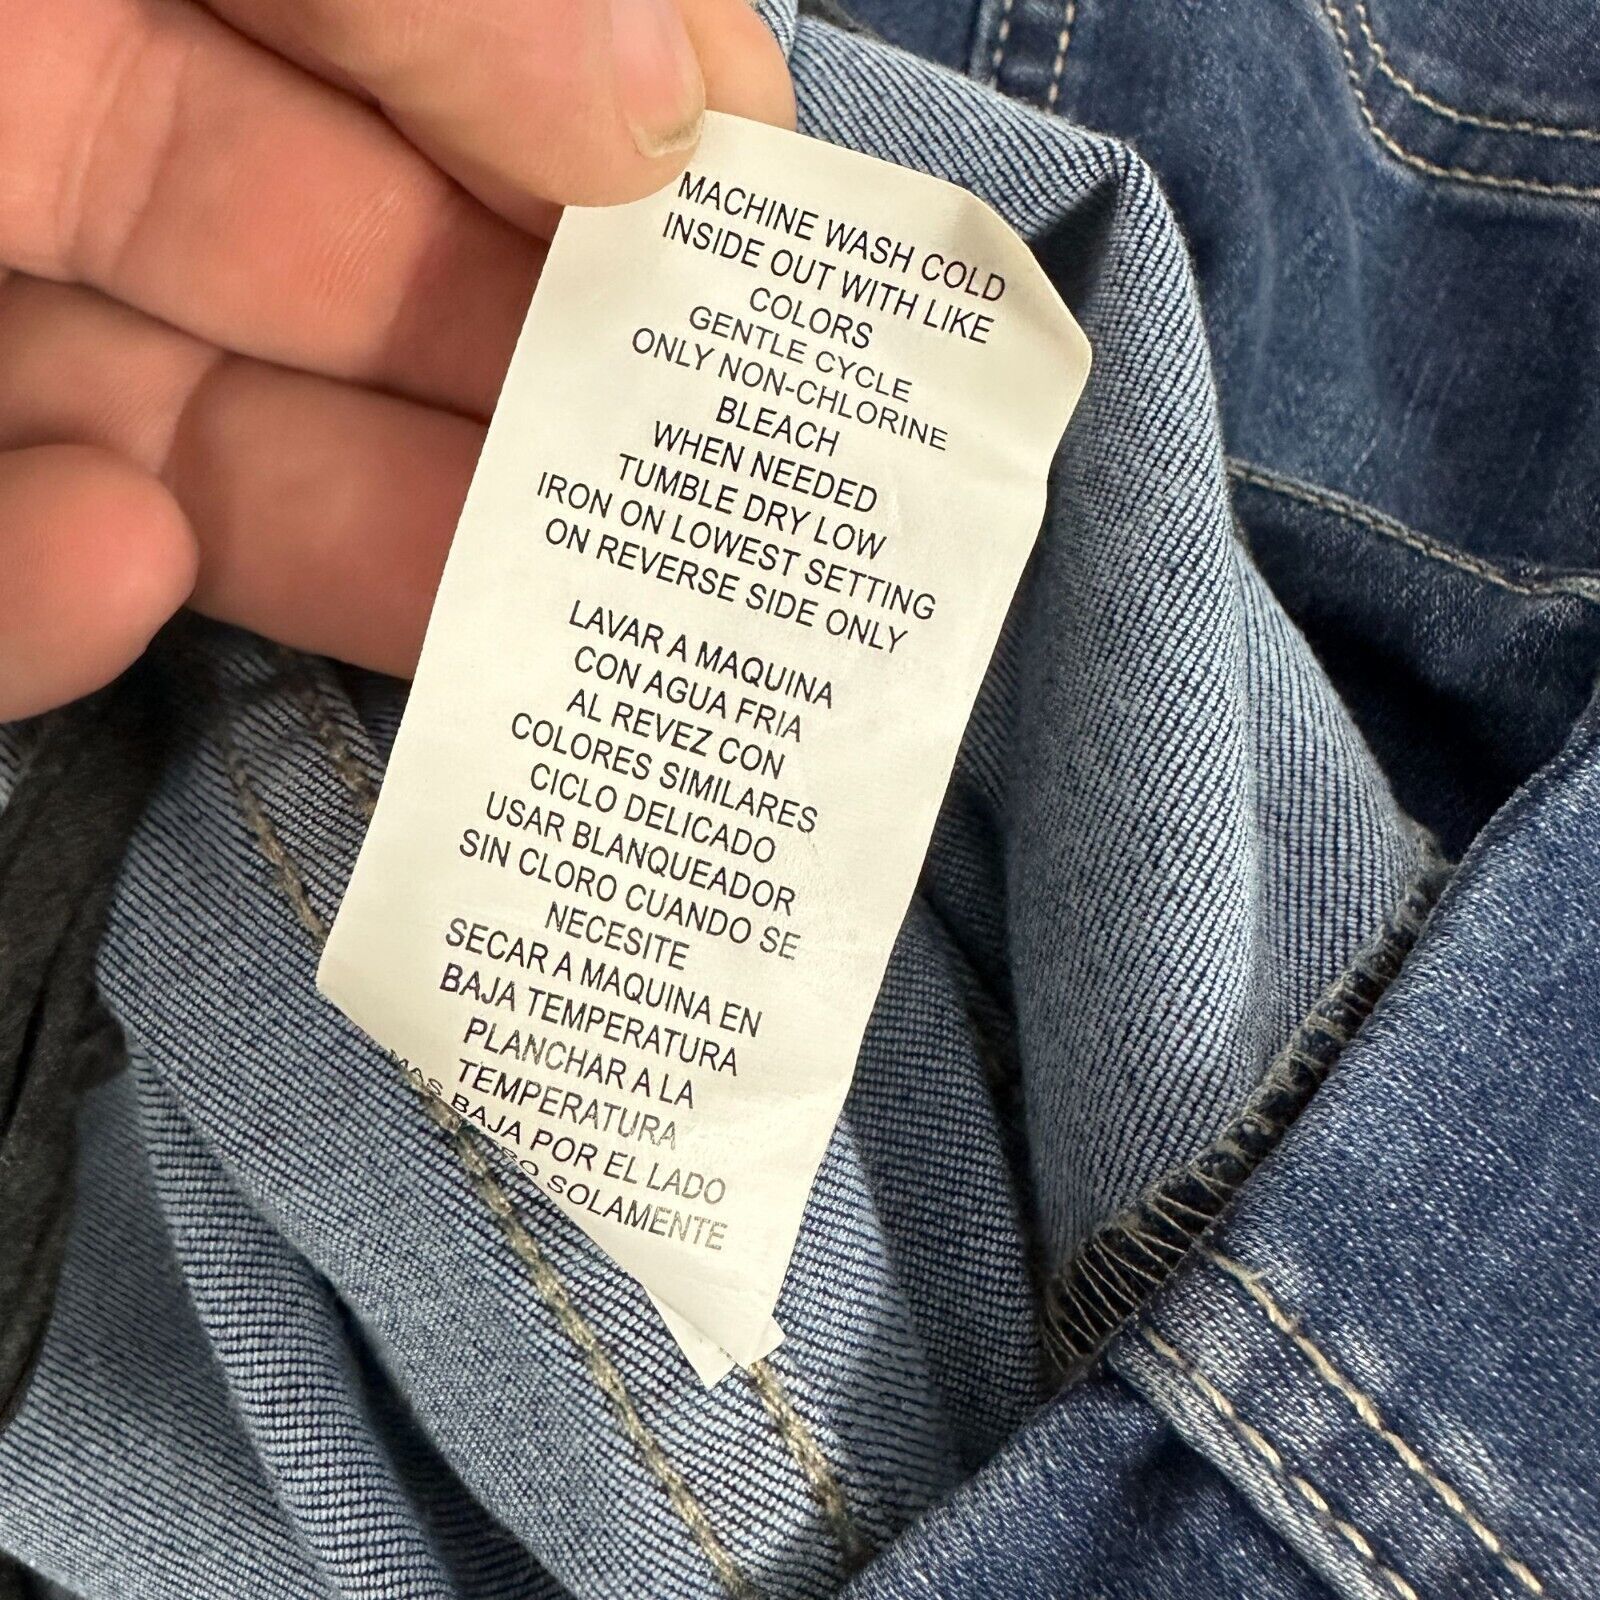 MACHINE WASH COLD
INSIDE OUT WITH LIKE
COLORS
GENTLE CYCLE
ONLY NON-CHLORINE
BLEACH
WHEN NEEDED
TUMBLE DRY LOW
IRON ON LOWEST SETTING
ON REVERSE SIDE ONLY
LAVAR A MAQUINA
CON AGUA FRIA
AL REVEZ CON
COLORES SIMILARES
CICLO DELICADO
USAR BLANQUEADOR
SIN CLORO CUANDO SE
NECESITE
SECAR A MAQUINA EN
BAJA TEMPERATURA
PLANCHAR A LA
TEMPERATURA
MAS BAJA POR EL LADO
SOLAMENTE